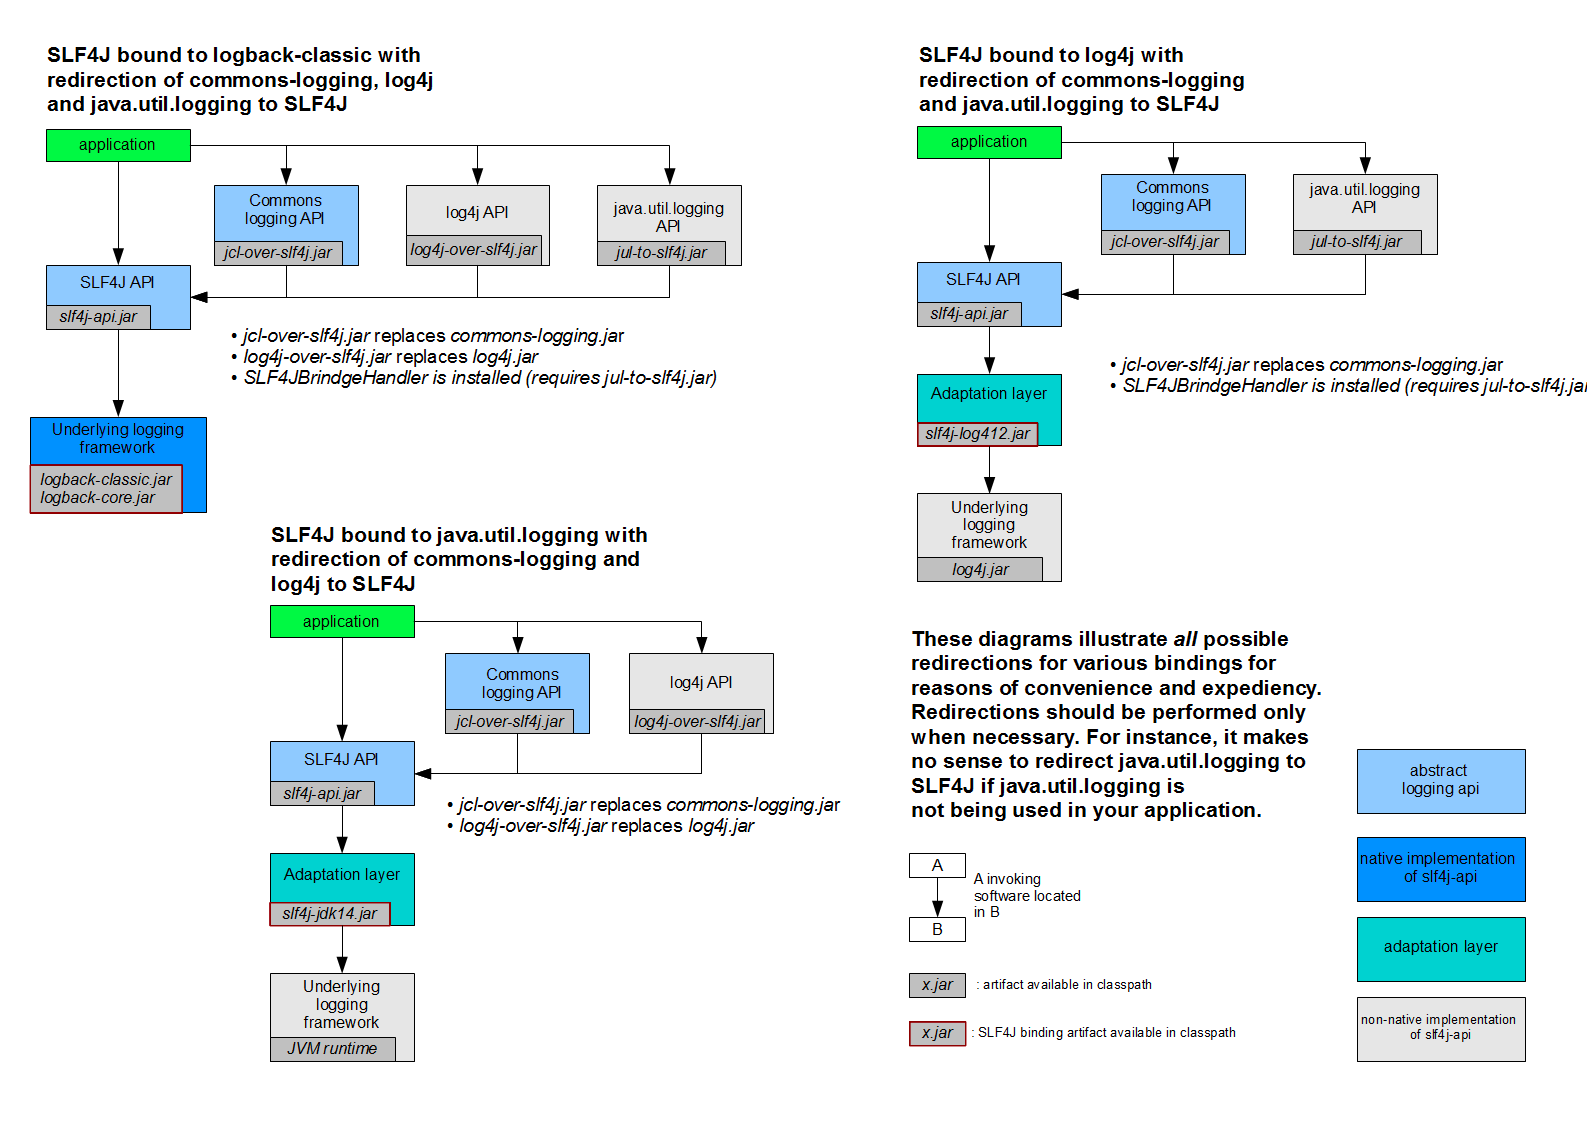 SLF4J bound to logback-classic with
redirection of commons-logging, log4j
and java.util.logging to SLF4J
application
Commons
logging API
jcl-over-slf4j.jar
log4j API
log4j-over-slf4j.jar
java.util.logging
API
jul-to-slf4j.jar
SLF4J API
slf4j-api.jar
• jcl-over-slf4j.jar replaces commons-logging.jar
• log4j-over-slf4j.jar replaces log4j.jar
• SLF4JBrindgeHandler is installed (requires jul-to-slf4j.jar)
Underlying logging
framework
logback-classic.jar
logback-core.jar
SLF4J bound to log4j with
redirection of commons-logging
and java.util.logging to SLF4J
application
Commons
logging API
jcl-over-slf4j.jar
java.util.logging
API
jul-to-slf4j.jar
SLF4J API
slf4j-api.jar
• jcl-over-slf4j.jar replaces commons-logging.jar
• SLF4JBrindgeHandler is installed (requires jul-to-slf4j.jar
Adaptation layer
slf4j-log412.jar
Underlying
logging
framework
log4j.jar
SLF4J bound to java.util.logging with
redirection of commons-logging and
log4j to SLF4J
application
Commons
logging API
jcl-over-slf4j.jar
log4j API
log4j-over-slf4j.jar
SLF4J API
slf4j-api.jar
• jcl-over-slf4j.jar replaces commons-logging.jar
• log4j-over-slf4j.jar replaces log4j.jar
Adaptation layer
slf4j-jdk14.jar
Underlying
logging
framework
JVM runtime
These diagrams illustrate all possible
redirections for various bindings for
reasons of convenience and expediency.
Redirections should be performed only
when necessary. For instance, it makes
no sense to redirect java.util.logging to
SLF4J if java.util.logging is
not being used in your application.
A
A invoking
software located
in B
B
x.jar : artifact available in classpath
x.jar : SLF4J binding artifact available in classpath
abstract
logging api
native implementation
of slf4j-api
adaptation layer
non-native implementation
of slf4j-api